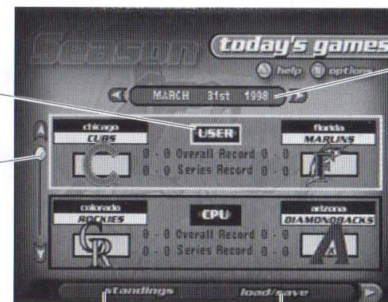 Season
today's games
A help B options
MARCH 31st 1998
chicago
CUBS
USER
florida
MARLINS
C
F
0 - 0 Overall Record 0 - 0
0 - 0 Series Record 0 - 0
colorado
ROCKIES
CPU
arizona
DIAMONDBACKS
CR
A
0 - 0 Overall Record 0 - 0
0 - 0 Series Record 0 - 0
standings
load/save